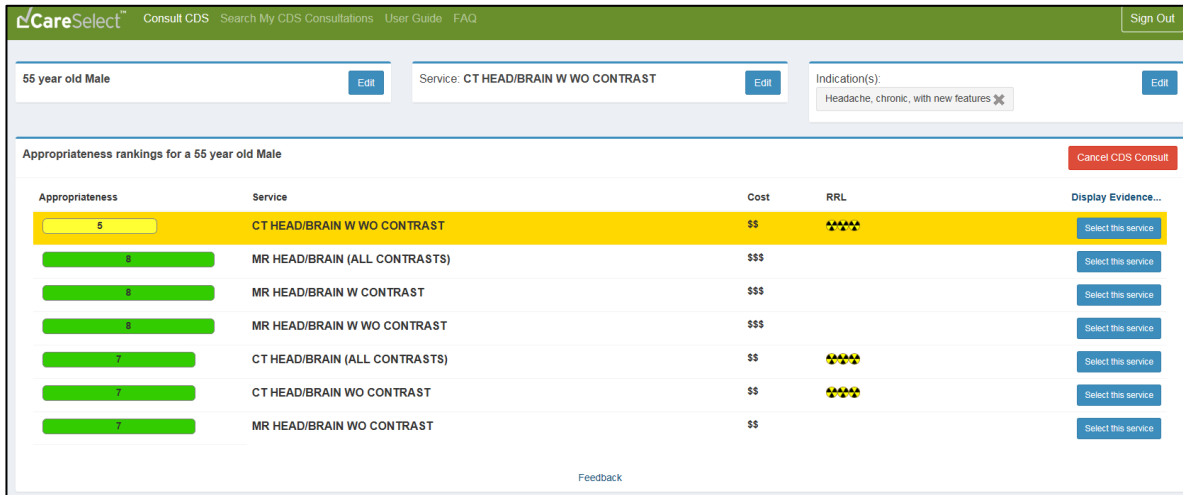 CareSelect™ Consult CDS Search My CDS Consultations User Guide FAQ Sign Out
55 year old Male Edit
Service: CT HEAD/BRAIN W WO CONTRAST Edit
Indication(s): Edit
Headache, chronic, with new features
Appropriateness rankings for a 55 year old Male Cancel CDS Consult
Appropriateness Service Cost RRL Display Evidence...
5 CT HEAD/BRAIN W WO CONTRAST $$ Select this service
8 MR HEAD/BRAIN (ALL CONTRASTS) $$$ Select this service
8 MR HEAD/BRAIN W CONTRAST $$$ Select this service
8 MR HEAD/BRAIN W WO CONTRAST $$$ Select this service
7 CT HEAD/BRAIN (ALL CONTRASTS) $$ Select this service
7 CT HEAD/BRAIN WO CONTRAST $$ Select this service
7 MR HEAD/BRAIN WO CONTRAST $$ Select this service
Feedback